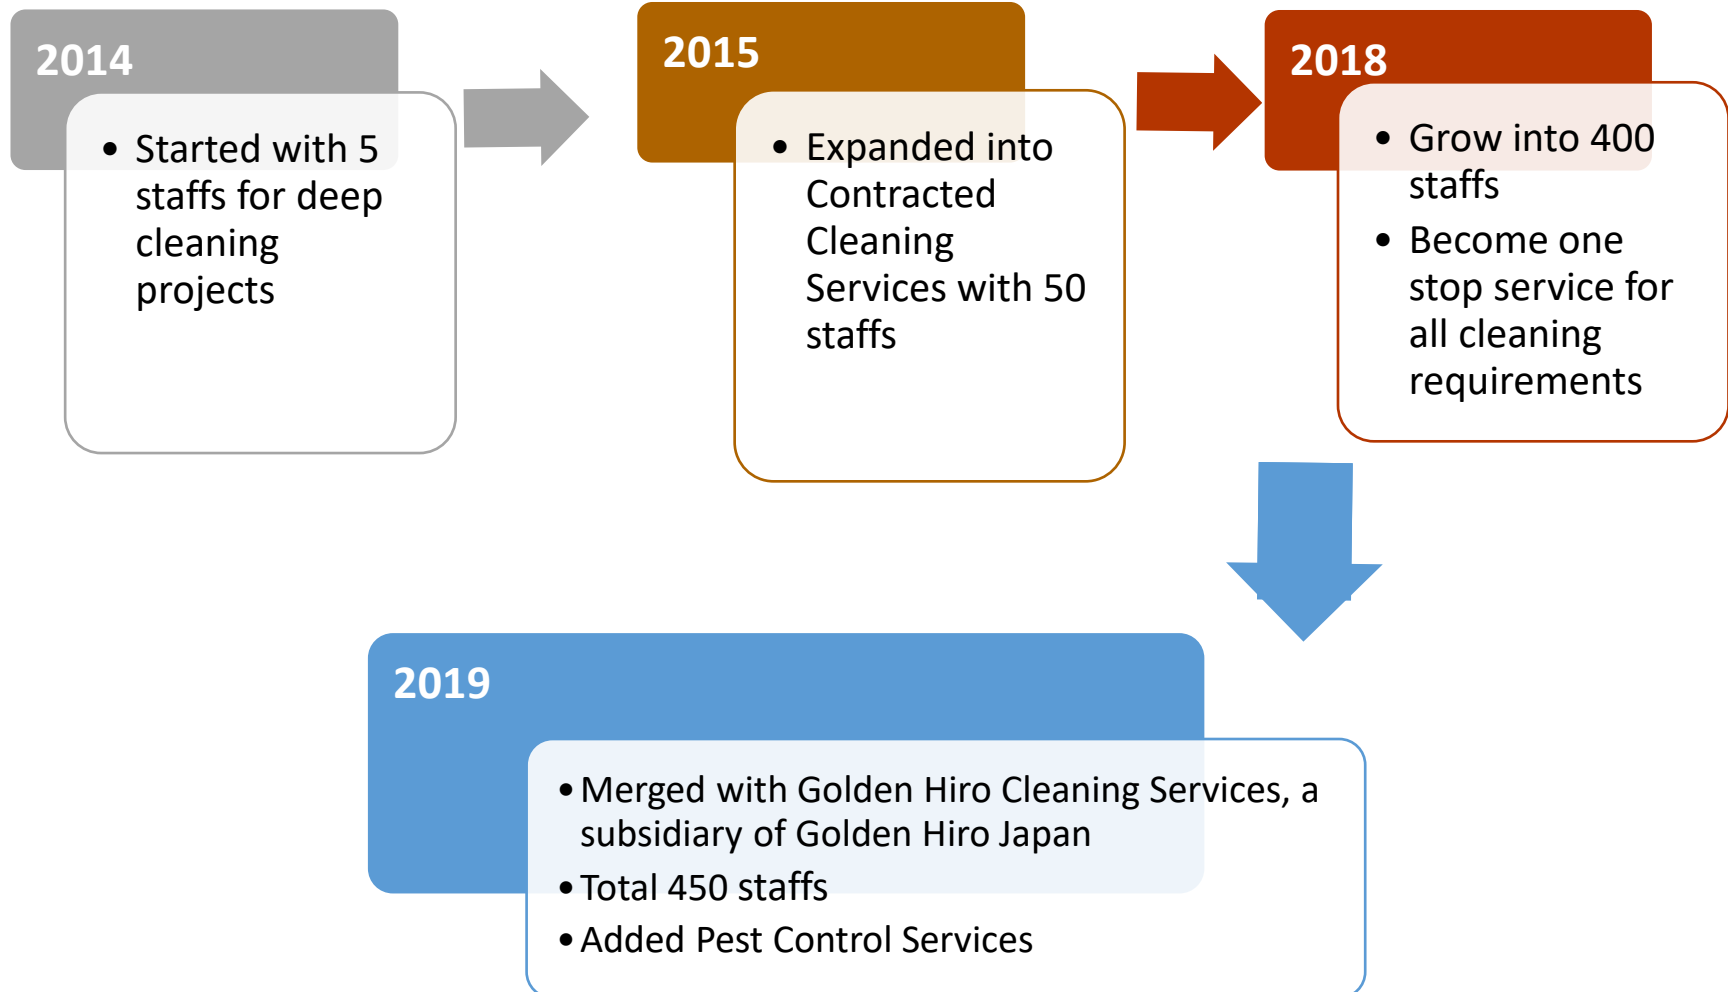 2014
• Started with 5
staffs for deep
cleaning
projects
2015
• Expanded into
Contracted
Cleaning
Services with 50
staffs
2018
• Grow into 400
staffs
• Become one
stop service for
all cleaning
requirements
2019
• Merged with Golden Hiro Cleaning Services, a
subsidiary of Golden Hiro Japan
• Total 450 staffs
• Added Pest Control Services